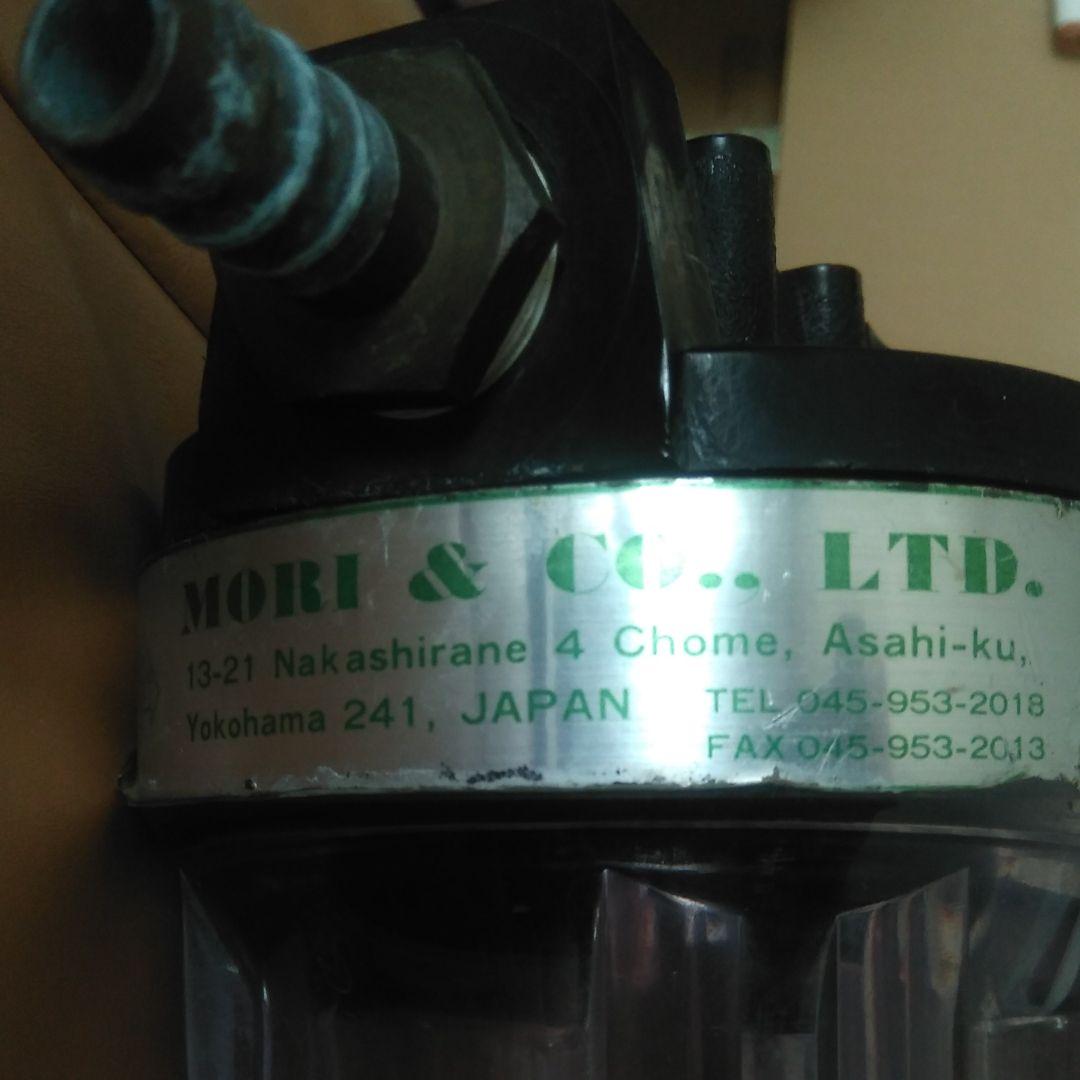 MORI & CO., LTD.
13-21 Nakashirane 4 Chome, Asahi-ku,
Yokohama 241, JAPAN
TEL 045-953-2018
FAX 045-953-2013